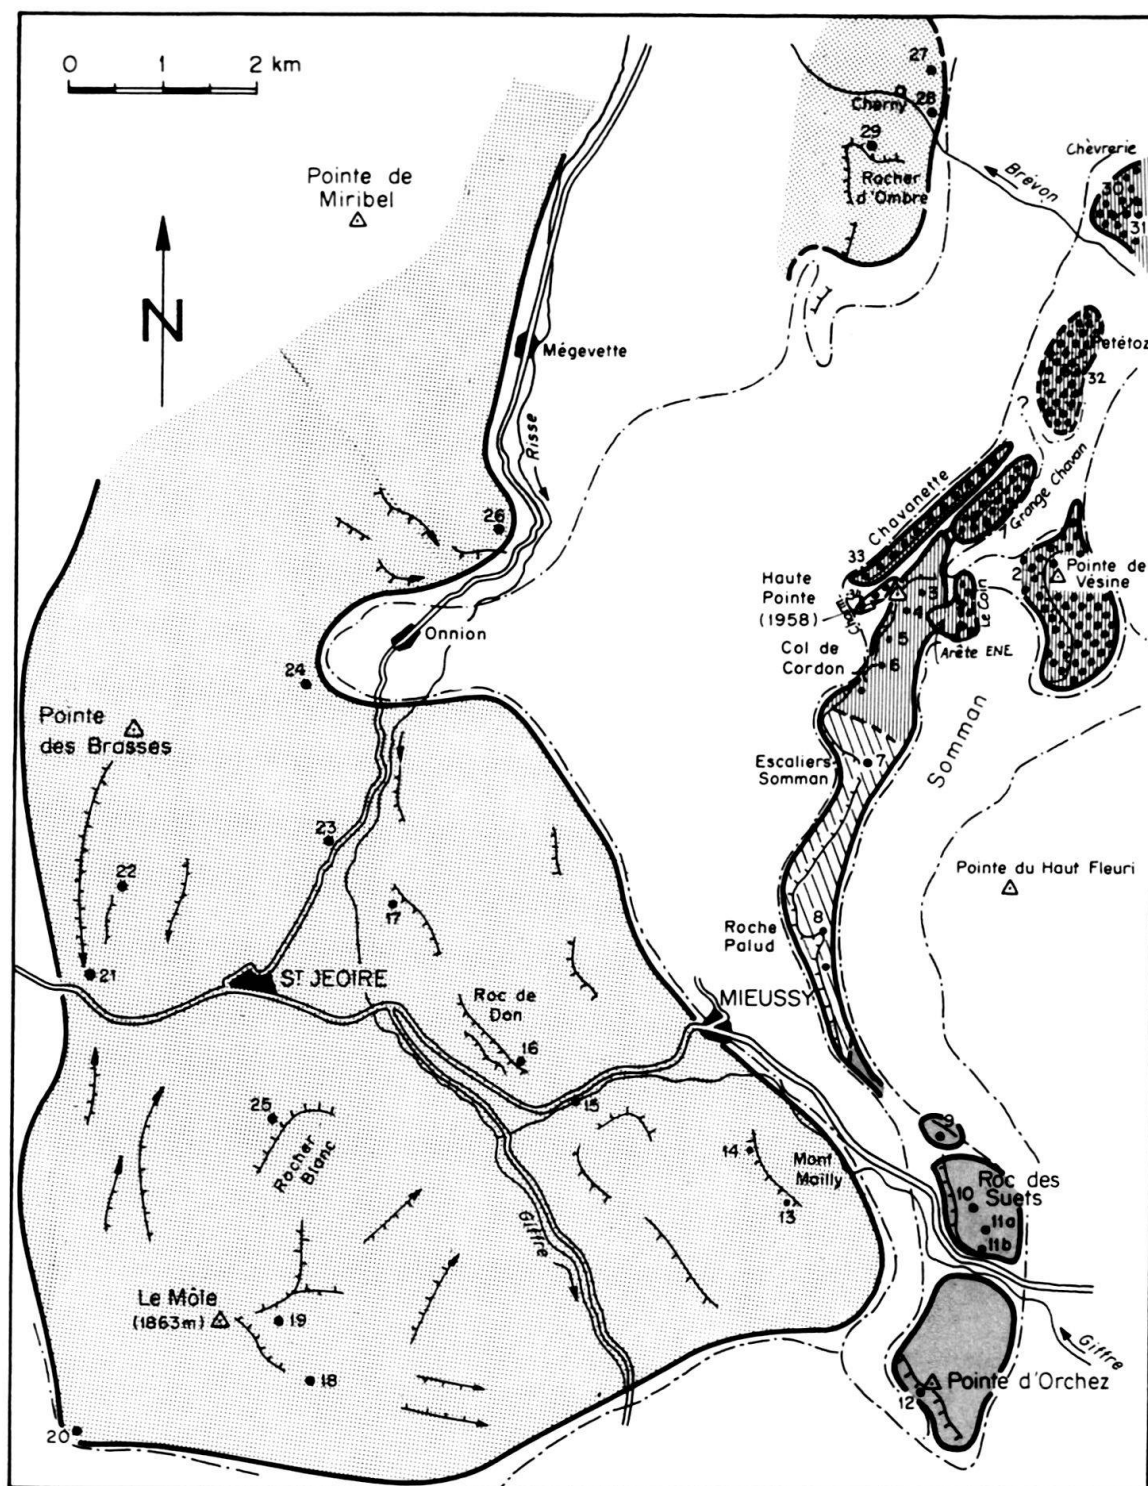 0 1 2 km
27
Charny
28
29
Rocher
d'Ombre
Brévon
Chèvrerie
30
31
Pointe de
Miribel
N
Mégevette
Risse
32
?
Chavanette
Grange Chavan
26
33
Haute
Pointe
(1958)
34
3
4
Le Coin
2
Pointe de
Vésine
1
Onnion
5
Col de
Cordon
6
Arête ENE
24
Pointe
des Brasses
Escaliers
Somman
7
Somman
23
22
17
Pointe du Haut Fleuri
Roche
Palud
8
21
ST JEOIRE
Roc de
Don
16
MIEUSSY
15
25
Rocher
Blanc
14
Mont
Mailly
13
9
Roc des
Suets
10
11a
11b
Giffre
Le Môle
(1863m)
19
18
Giffre
12
Pointe d'Orchez
20